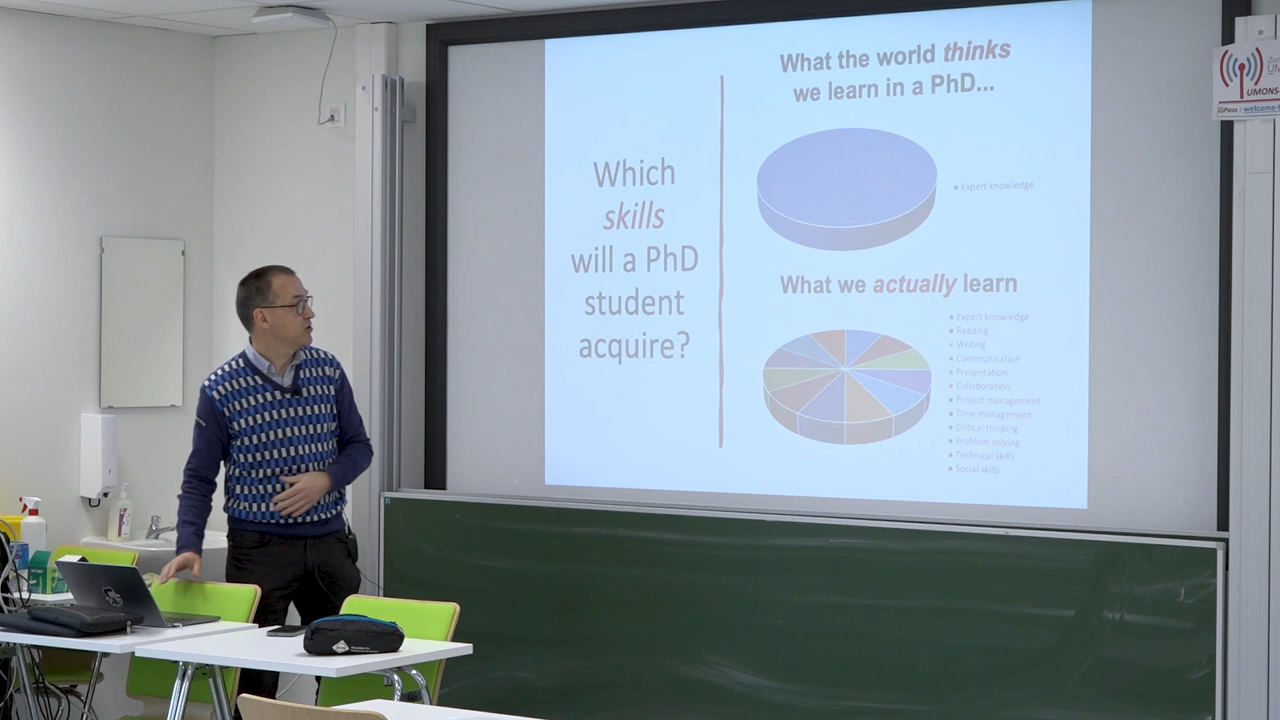 Which
skills
will a PhD
student
acquire?
What the world thinks
we learn in a PhD...
Expert knowledge
What we actually learn
Expert knowledge
Reading
Writing
Communication
Presentation
Collaboration
Project management
Time management
Critical thinking
Problem solving
Technical skills
Social skills
UMONS-
Pass : welcome-